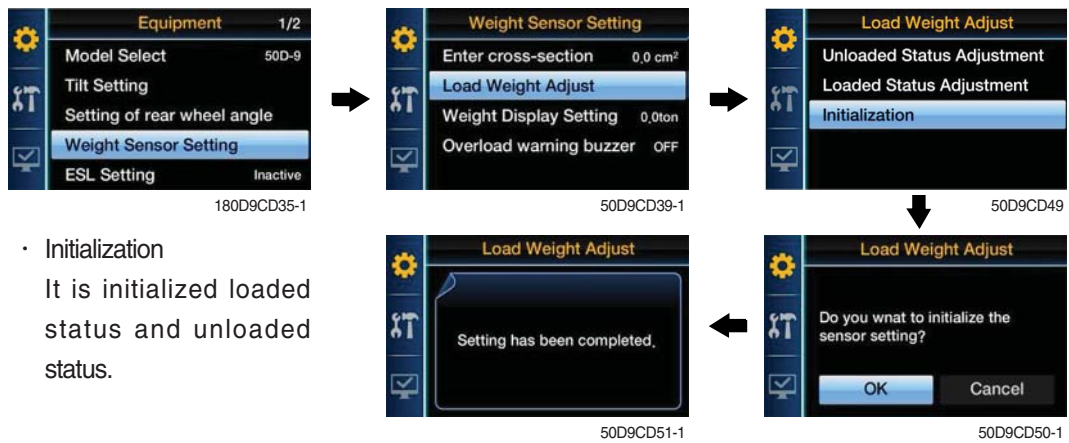 Equipment 1/2
Model Select 50D-9
Tilt Setting
Setting of rear wheel angle
Weight Sensor Setting
ESL Setting Inactive
180D9CD35-1
Weight Sensor Setting
Enter cross-section 0,0 cm²
Load Weight Adjust
Weight Display Setting 0,0ton
Overload warning buzzer OFF
50D9CD39-1
Load Weight Adjust
Unloaded Status Adjustment
Loaded Status Adjustment
Initialization
50D9CD49
· Initialization
It is initialized loaded
status and unloaded
status.
Load Weight Adjust
Setting has been completed.
50D9CD51-1
Load Weight Adjust
Do you wnat to initialize the
sensor setting?
OK Cancel
50D9CD50-1